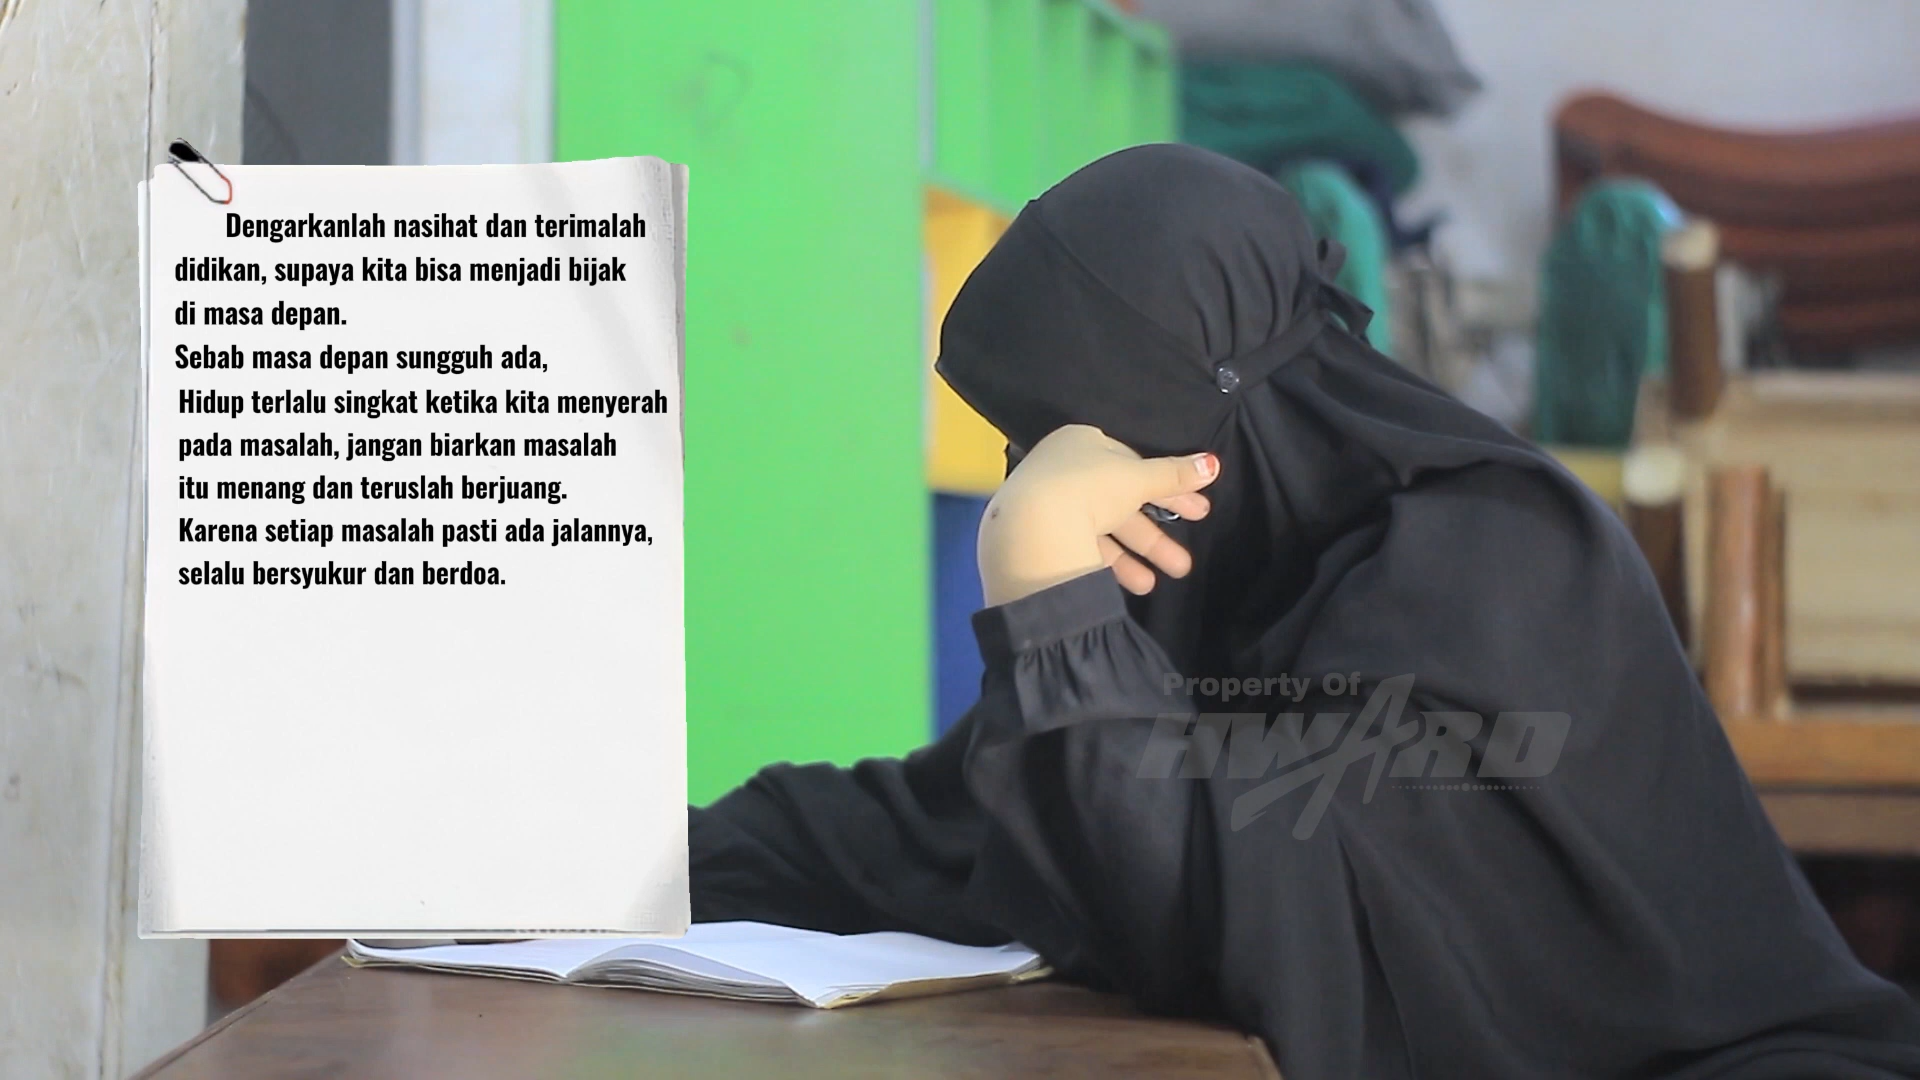 Dengarkanlah nasihat dan terimalah
didikan, supaya kita bisa menjadi bijak
di masa depan.
Sebab masa depan sungguh ada,
Hidup terlalu singkat ketika kita menyerah
pada masalah, jangan biarkan masalah
itu menang dan teruslah berjuang.
Karena setiap masalah pasti ada jalannya,
selalu bersyukur dan berdoa.
Property Of
AWARD